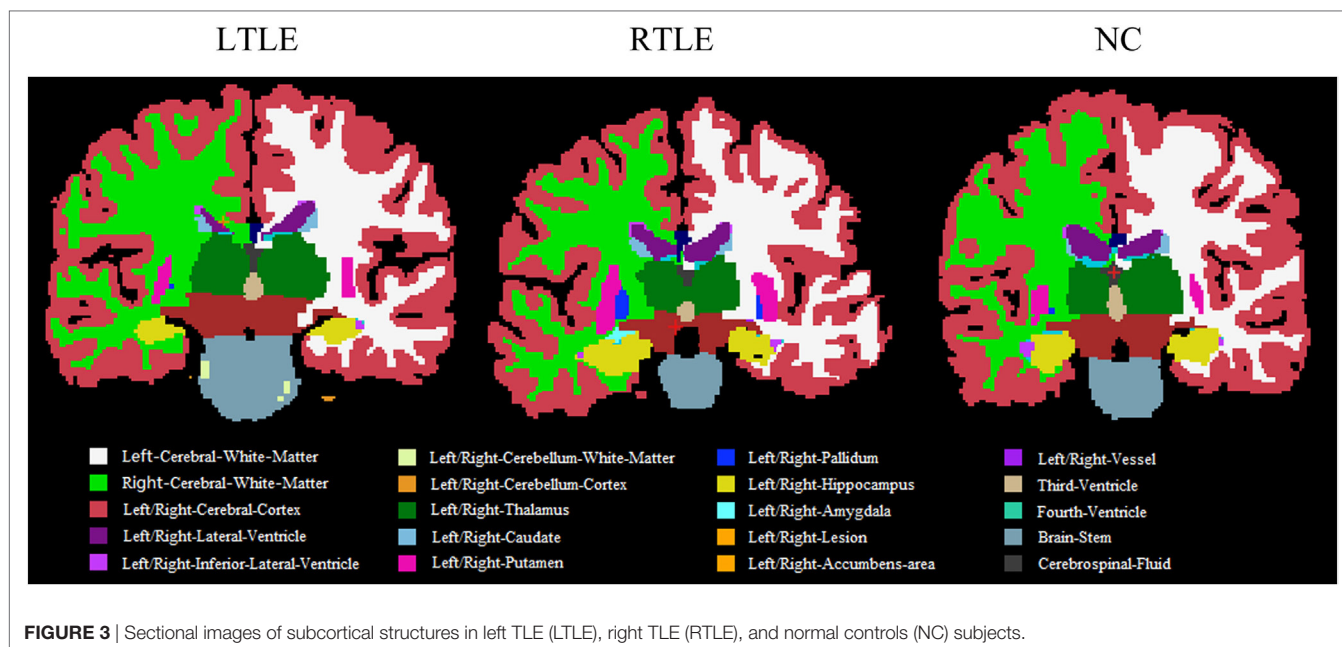 LTLE
RTLE
NC
Left-Cerebral-White-Matter
Right-Cerebral-White-Matter
Left/Right-Cerebral-Cortex
Left/Right-Lateral-Ventricle
Left/Right-Inferior-Lateral-Ventricle
Left/Right-Cerebellum-White-Matter
Left/Right-Cerebellum-Cortex
Left/Right-Thalamus
Left/Right-Caudate
Left/Right-Putamen
Left/Right-Pallidum
Left/Right-Hippocampus
Left/Right-Amygdala
Left/Right-Lesion
Left/Right-Accumbens-area
Left/Right-Vessel
Third-Ventricle
Fourth-Ventricle
Brain-Stem
Cerebrospinal-Fluid
FIGURE 3 | Sectional images of subcortical structures in left TLE (LTLE), right TLE (RTLE), and normal controls (NC) subjects.